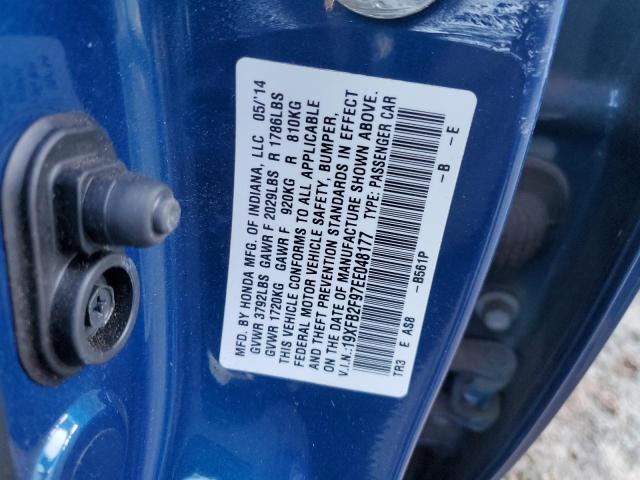 MFD. BY HONDA MFG. OF INDIANA, LLC 05/'14
GVWR 3792LBS GAWR F 2029LBS R 1786LBS
GVWR 1720KG GAWR F 920KG R 810KG
THIS VEHICLE CONFORMS TO ALL APPLICABLE
FEDERAL MOTOR VEHICLE SAFETY, BUMPER,
AND THEFT PREVENTION STANDARDS IN EFFECT
ON THE DATE OF MANUFACTURE SHOWN ABOVE.
V.I.N.:19XFB2F97EE048177 TYPE: PASSENGER CAR
TR3 E AS8 -B561P -B -E